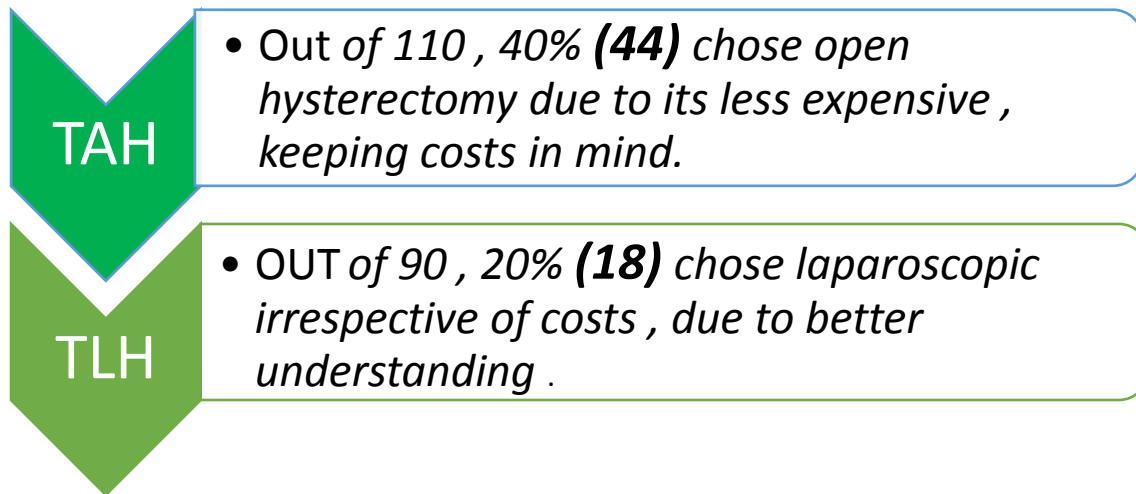 TAH
• Out of 110 , 40% (44) chose open
hysterectomy due to its less expensive ,
keeping costs in mind.
TLH
• OUT of 90 , 20% (18) chose laparoscopic
irrespective of costs , due to better
understanding .